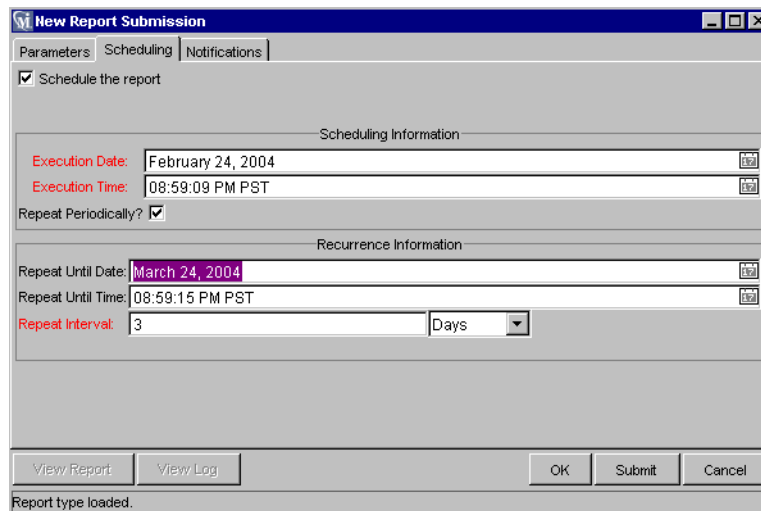 New Report Submission
Parameters Scheduling Notifications
Schedule the report
Scheduling Information
Execution Date: February 24, 2004
Execution Time: 08:59:09 PM PST
Repeat Periodically?
Recurrence Information
Repeat Until Date: March 24, 2004
Repeat Until Time: 08:59:15 PM PST
Repeat Interval: 3 Days
View Report View Log OK Submit Cancel
Report type loaded.